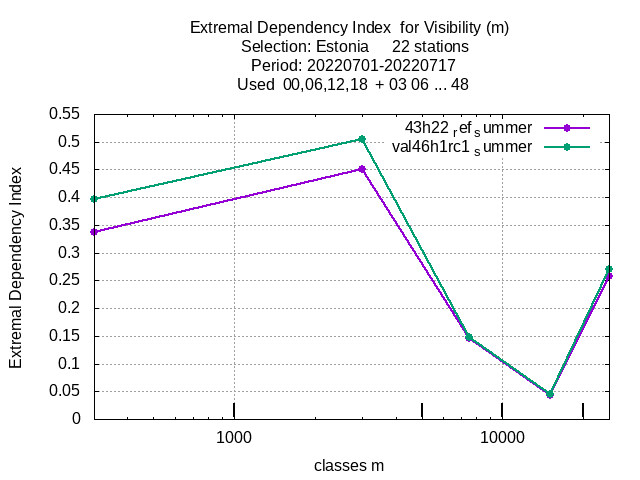 Extremal Dependency Index  for Visibility (m)
Selection: Estonia     22 stations
Period: 20220701-20220717
Used  00,06,12,18  + 03 06 ... 48
43h22 ref summer
val46h1rc1 summer
0.55
0.5
0.45
0.4
0.35
0.3
0.25
0.2
0.15
0.1
0.05
0
Extremal Dependency Index
1000
10000
classes m